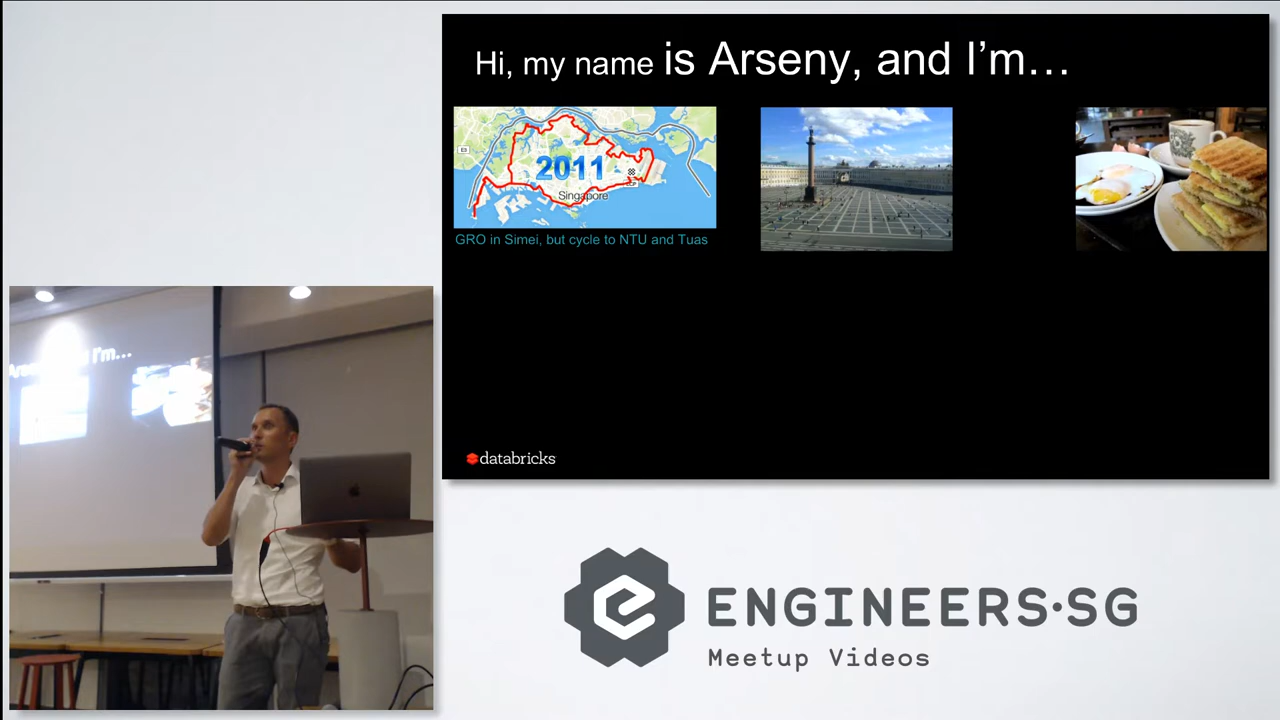 Hi, my name is Arseny, and I'm…
2011
Singapore
GRO in Simei, but cycle to NTU and Tuas
databricks
I'm...
ENGINEERS·SG
Meetup Videos